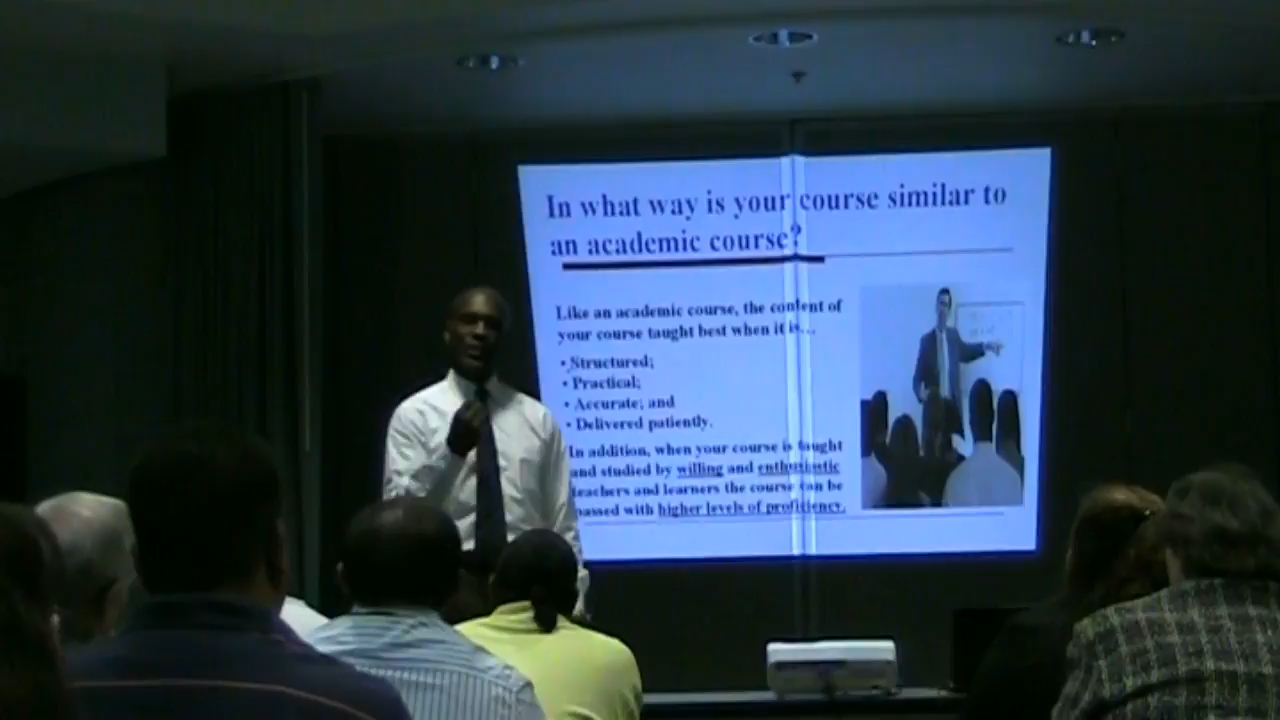 In what way is your course similar to
an academic course?
Like an academic course, the content of
your course taught best when it is...
• Structured;
• Practical;
• Accurate; and
• Delivered patiently.
In addition, when your course is taught
and studied by willing and enthusiastic
teachers and learners the course can be
passed with higher levels of proficiency.